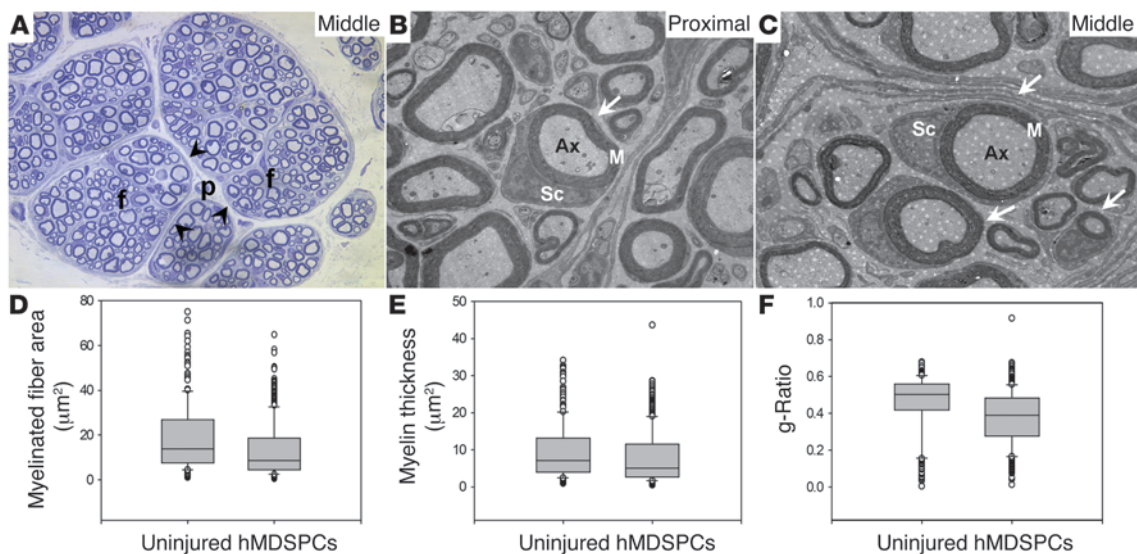 A
Middle
f
p
f
B
Proximal
Ax
M
Sc
C
Middle
Sc
M
Ax
D
Myelinated fiber area
(μm²)
80
60
40
20
0
Uninjured hMDSPCs
E
Myelin thickness
(μm²)
50
40
30
20
10
0
Uninjured hMDSPCs
F
g-Ratio
1.0
0.8
0.6
0.4
0.2
0.0
Uninjured hMDSPCs